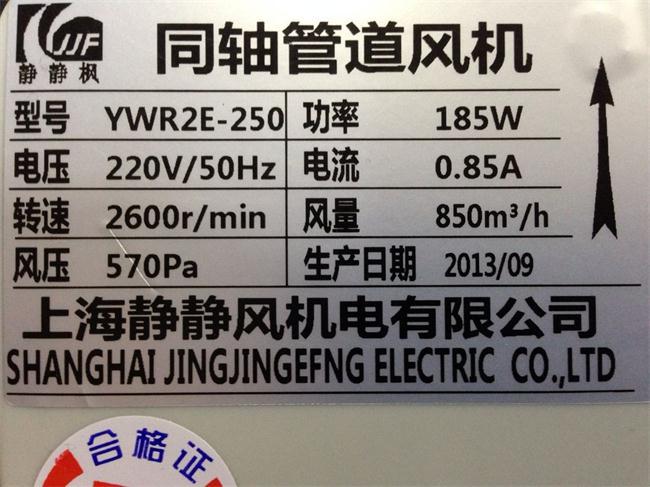 JJF
静静枫
同轴管道风机
型号 YWR2E-250 功率 185W
电压 220V/50Hz 电流 0.85A
转速 2600r/min 风量 850m³/h
风压 570Pa 生产日期 2013/09
上海静静风机电有限公司
SHANGHAI JINGJINGEFNG ELECTRIC CO.,LTD
合格证